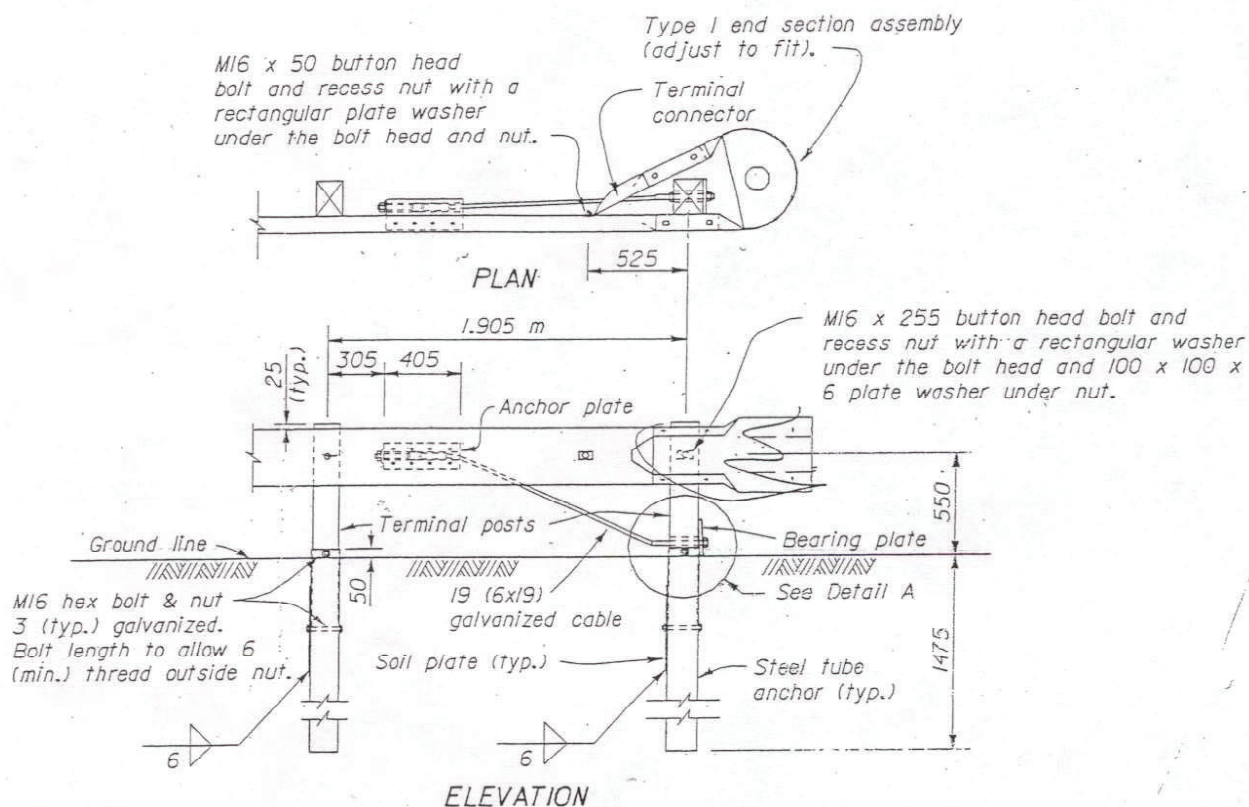 Type 1 end section assembly
(adjust to fit).
M16 x 50 button head
bolt and recess nut with a
rectangular plate washer
under the bolt head and nut.
Terminal
connector
525
PLAN
1.905 m
M16 x 255 button head bolt and
recess nut with a rectangular washer
under the bolt head and 100 x 100 x
6 plate washer under nut.
25
(typ.)
305
405
Anchor plate
550
Terminal posts
Ground line
Bearing plate
50
See Detail A
M16 hex bolt & nut
3 (typ.) galvanized.
Bolt length to allow 6
(min.) thread outside nut.
19 (6x19)
galvanized cable
Soil plate (typ.)
Steel tube
anchor (typ.)
1475
6
6
ELEVATION